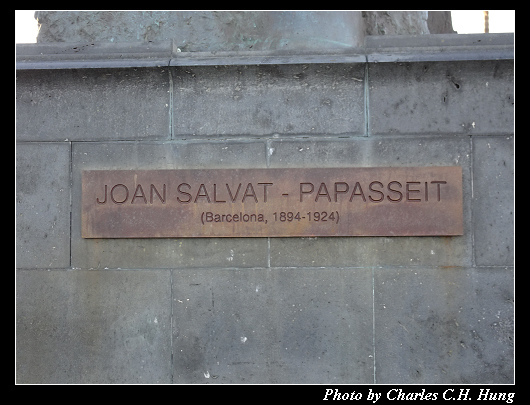 JOAN SALVAT - PAPASSEIT
(Barcelona, 1894-1924)
Photo by Charles C.H. Hung